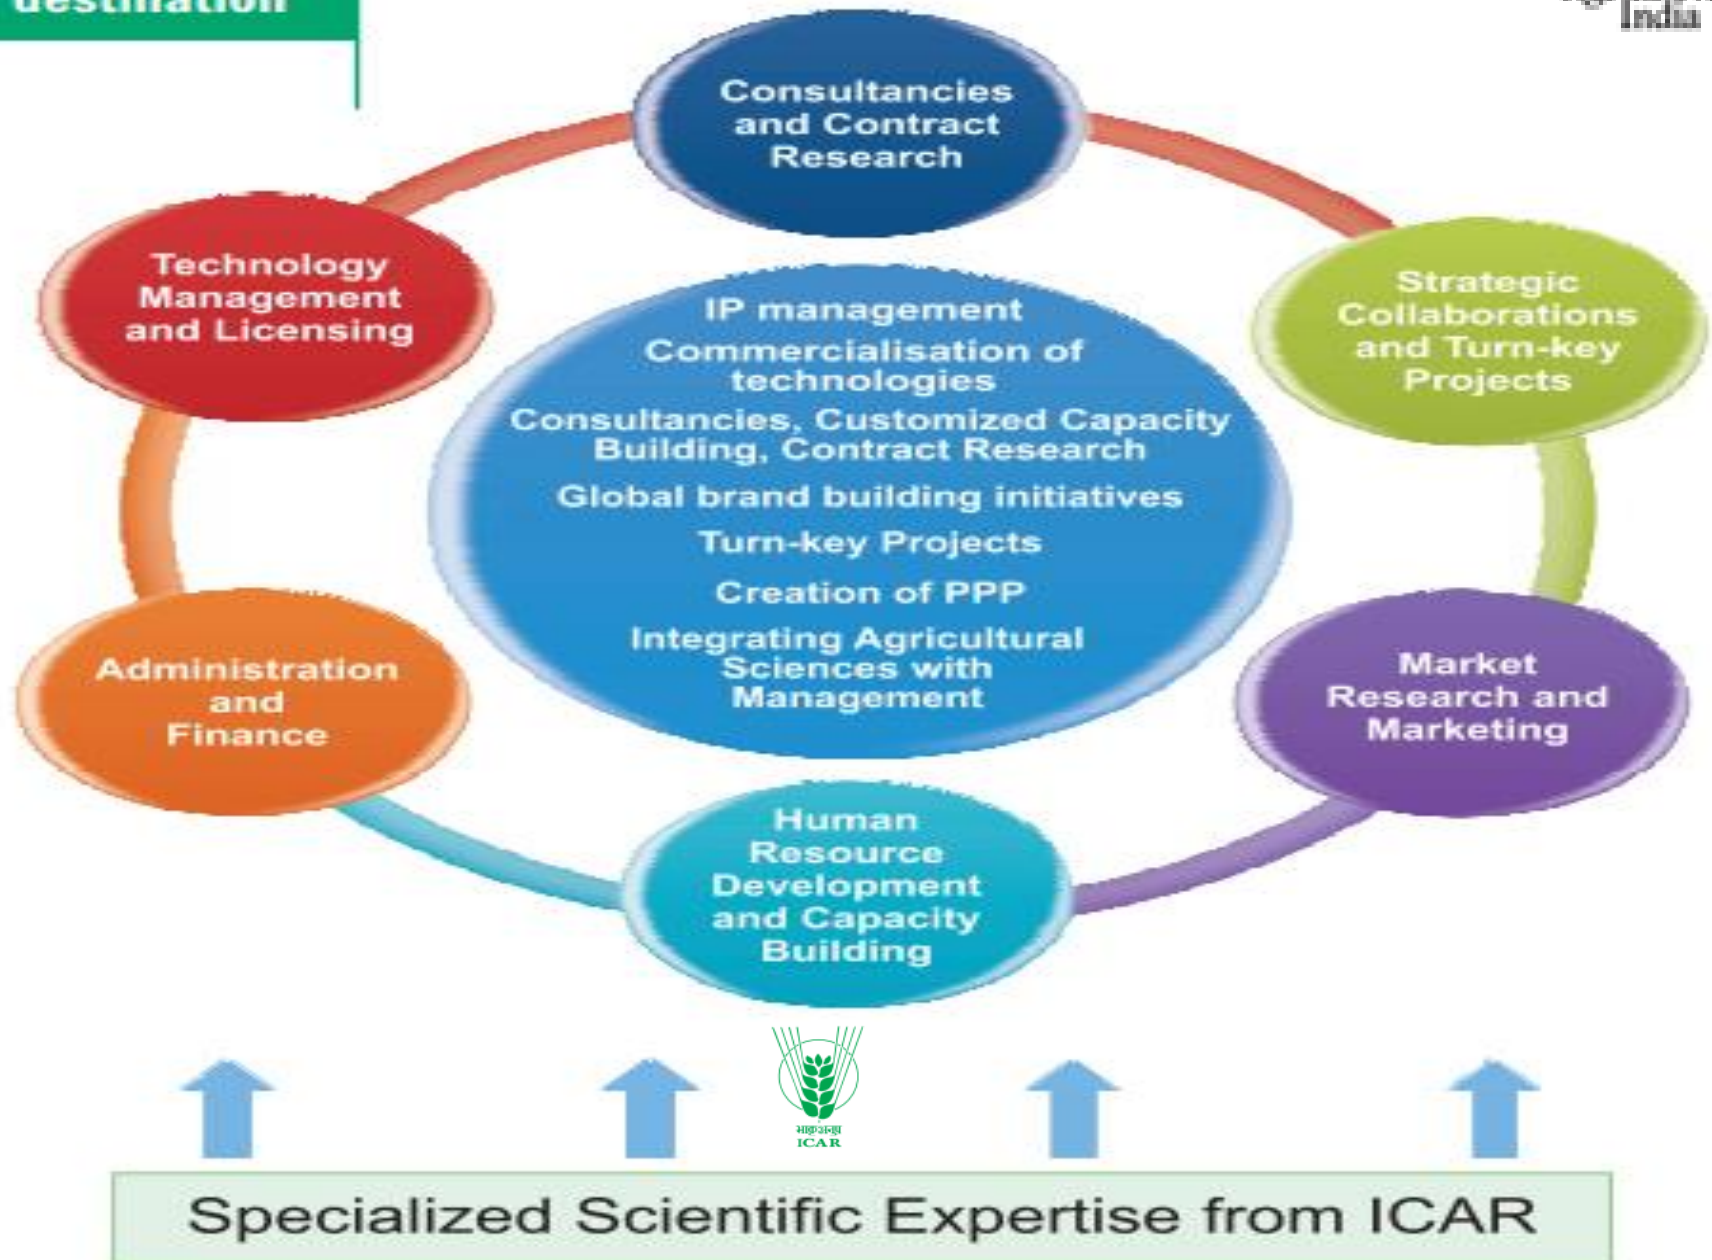 destination
India
Consultancies
and Contract
Research
Technology
Management
and Licensing
Strategic
Collaborations
and Turn-key
Projects
IP management
Commercialisation of
technologies
Consultancies, Customized Capacity
Building, Contract Research
Global brand building initiatives
Turn-key Projects
Creation of PPP
Integrating Agricultural
Sciences with
Management
Administration
and
Finance
Market
Research and
Marketing
Human
Resource
Development
and Capacity
Building
भाकृअनुप
ICAR
Specialized Scientific Expertise from ICAR